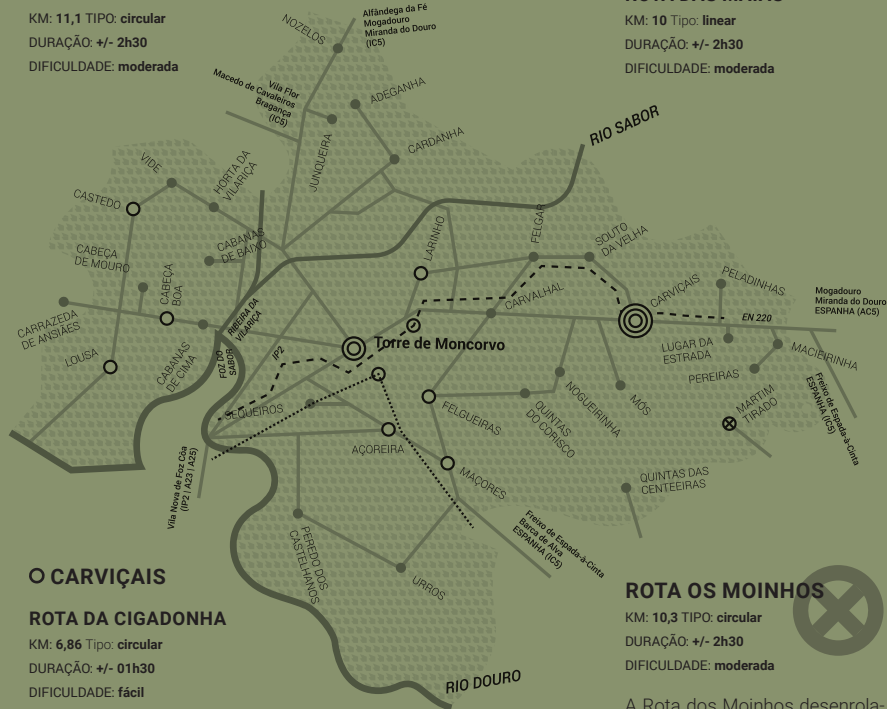 KM: 11,1 TIPO: circular
DURAÇÃO: +/- 2h30
DIFICULDADE: moderada
KM: 10 Tipo: linear
DURAÇÃO: +/- 2h30
DIFICULDADE: moderada
Alfândega da Fé
Mogadouro
Miranda do Douro
(IC5)
NOZELOS
Vila Flor
Macedo de Cavaleiros
Bragança
(IC5)
ADEGANHA
JUNQUEIRA
CARDANHA
RIO SABOR
VIDE
HORTA DA
VILARIÇA
CASTEDO
CABANAS
DE BAIXO
CABEÇA
DE MOURO
CABEÇA
BOA
LARINHO
FELGAR
SOUTO
DA VELHA
CARVIÇAIS
PELADINHAS
CARVALHAL
Mogadouro
Miranda do Douro
ESPANHA (AC5)
EN 220
CARRAZEDA
DE ANSIÃES
RIBEIRA DA
VILARIÇA
LOUSA
CABANAS
DE CIMA
FOZ DO
SABOR
IP2
Torre de Moncorvo
LUGAR DA
ESTRADA
MACIEIRINHA
PEREIRAS
Freixo de Espada-à-Cinta
ESPANHA (IC5)
MARTIM
TIRADO
SEQUEIROS
FELGUEIRAS
QUINTAS
DO CORISCO
NOGUEIRINHA
MÓS
AÇOREIRA
MAÇORES
QUINTAS DAS
CENTEEIRAS
Vila Nova de Foz Côa
(IP2 | A23 | A25)
Freixo de Espada-à-Cinta
Barca de Alva
ESPANHA (IC5)
PEREDO DOS
CASTELHANOS
URROS
RIO DOURO
CARVIÇAIS
ROTA DA CIGADONHA
KM: 6,86 Tipo: circular
DURAÇÃO: +/- 01h30
DIFICULDADE: fácil
ROTA OS MOINHOS
KM: 10,3 TIPO: circular
DURAÇÃO: +/- 2h30
DIFICULDADE: moderada
A Rota dos Moinhos desenrola-